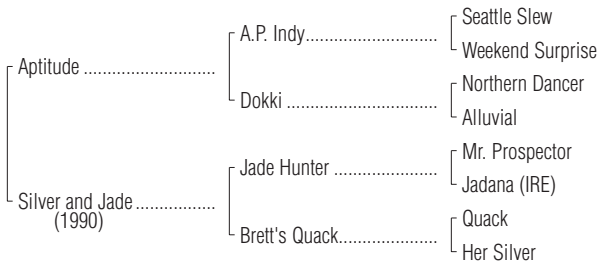 Seattle Slew
A.P. Indy..............................
Weekend Surprise
Aptitude ..............................
Northern Dancer
Dokki ..................................
Alluvial
Mr. Prospector
Jade Hunter ........................
Jadana (IRE)
Silver and Jade..................
(1990)
Quack
Brett's Quack.......................
Her Silver